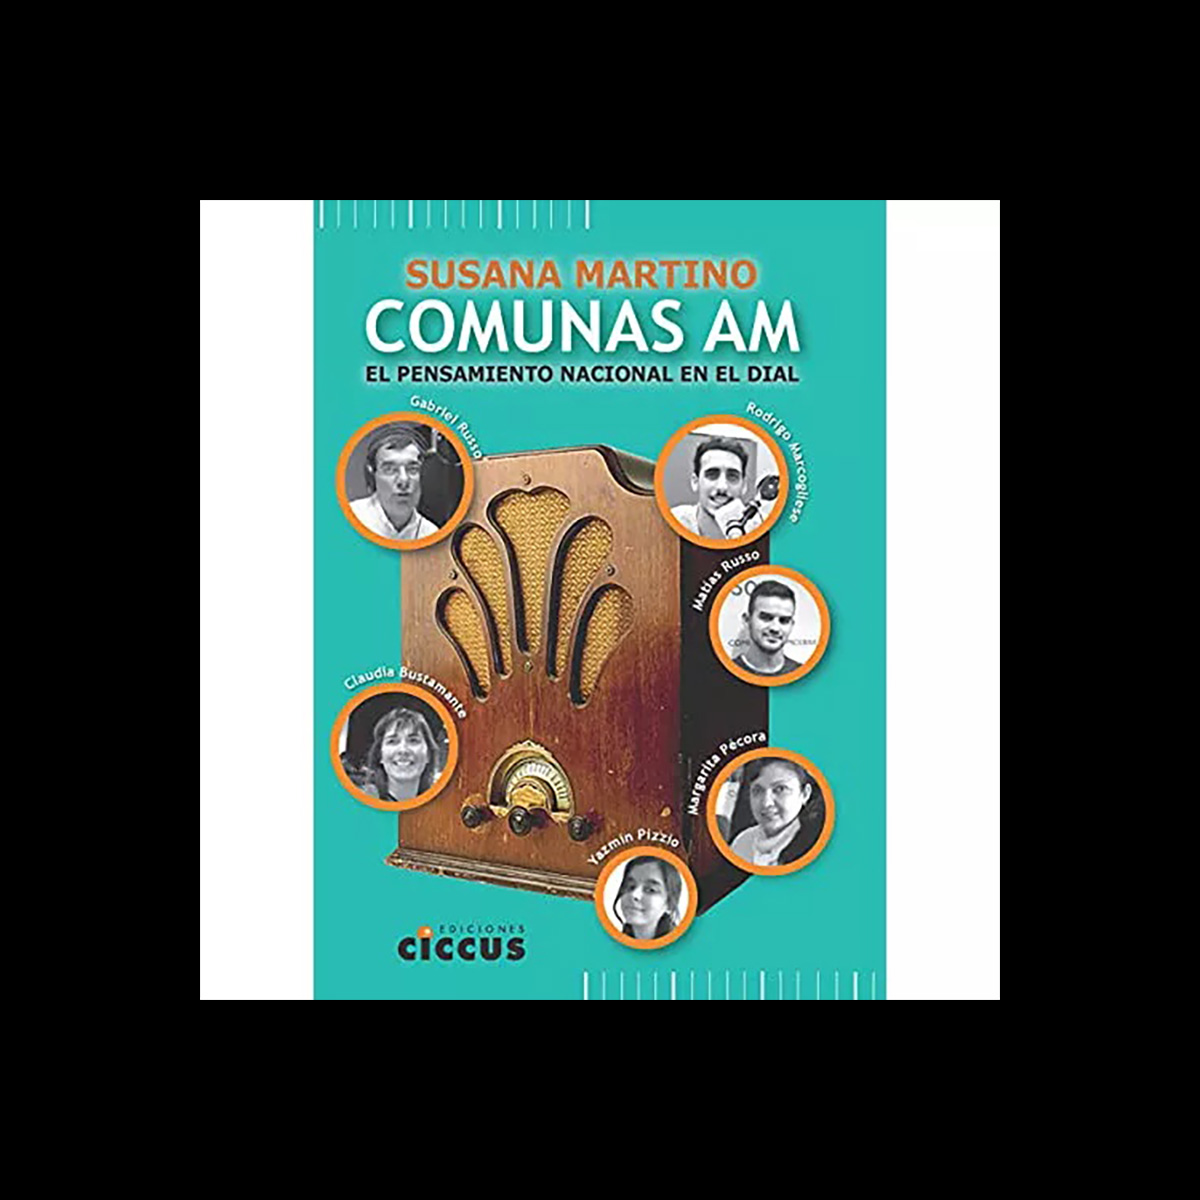 SUSANA MARTINO
COMUNAS AM
EL PENSAMIENTO NACIONAL EN EL DIAL
Gabriel Russo
Rodrigo Marcogliese
Matías Russo
Claudia Bustamante
Margarita Pécora
Yazmín Pizzio
EDICIONES
CICCUS